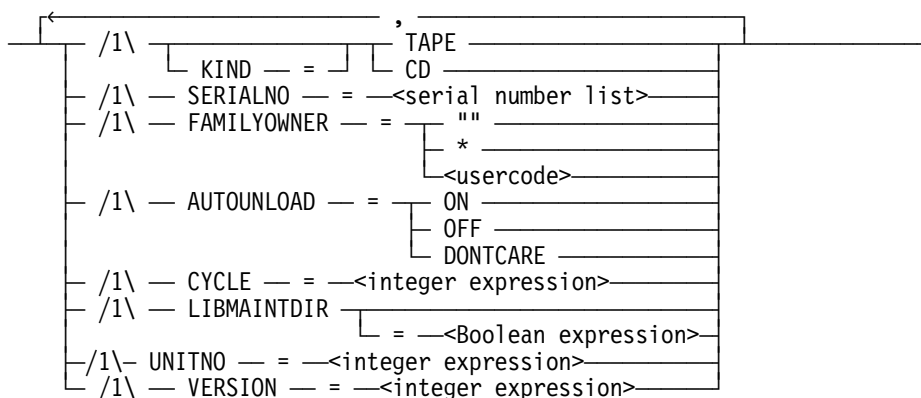 ,
/1\ TAPE
KIND = CD
/1\ SERIALNO = <serial number list>
/1\ FAMILYOWNER = ""
*
<usercode>
/1\ AUTOUNLOAD = ON
OFF
DONTCARE
/1\ CYCLE = <integer expression>
/1\ LIBMAINTDIR
= <Boolean expression>
/1\ UNITNO = <integer expression>
/1\ VERSION = <integer expression>